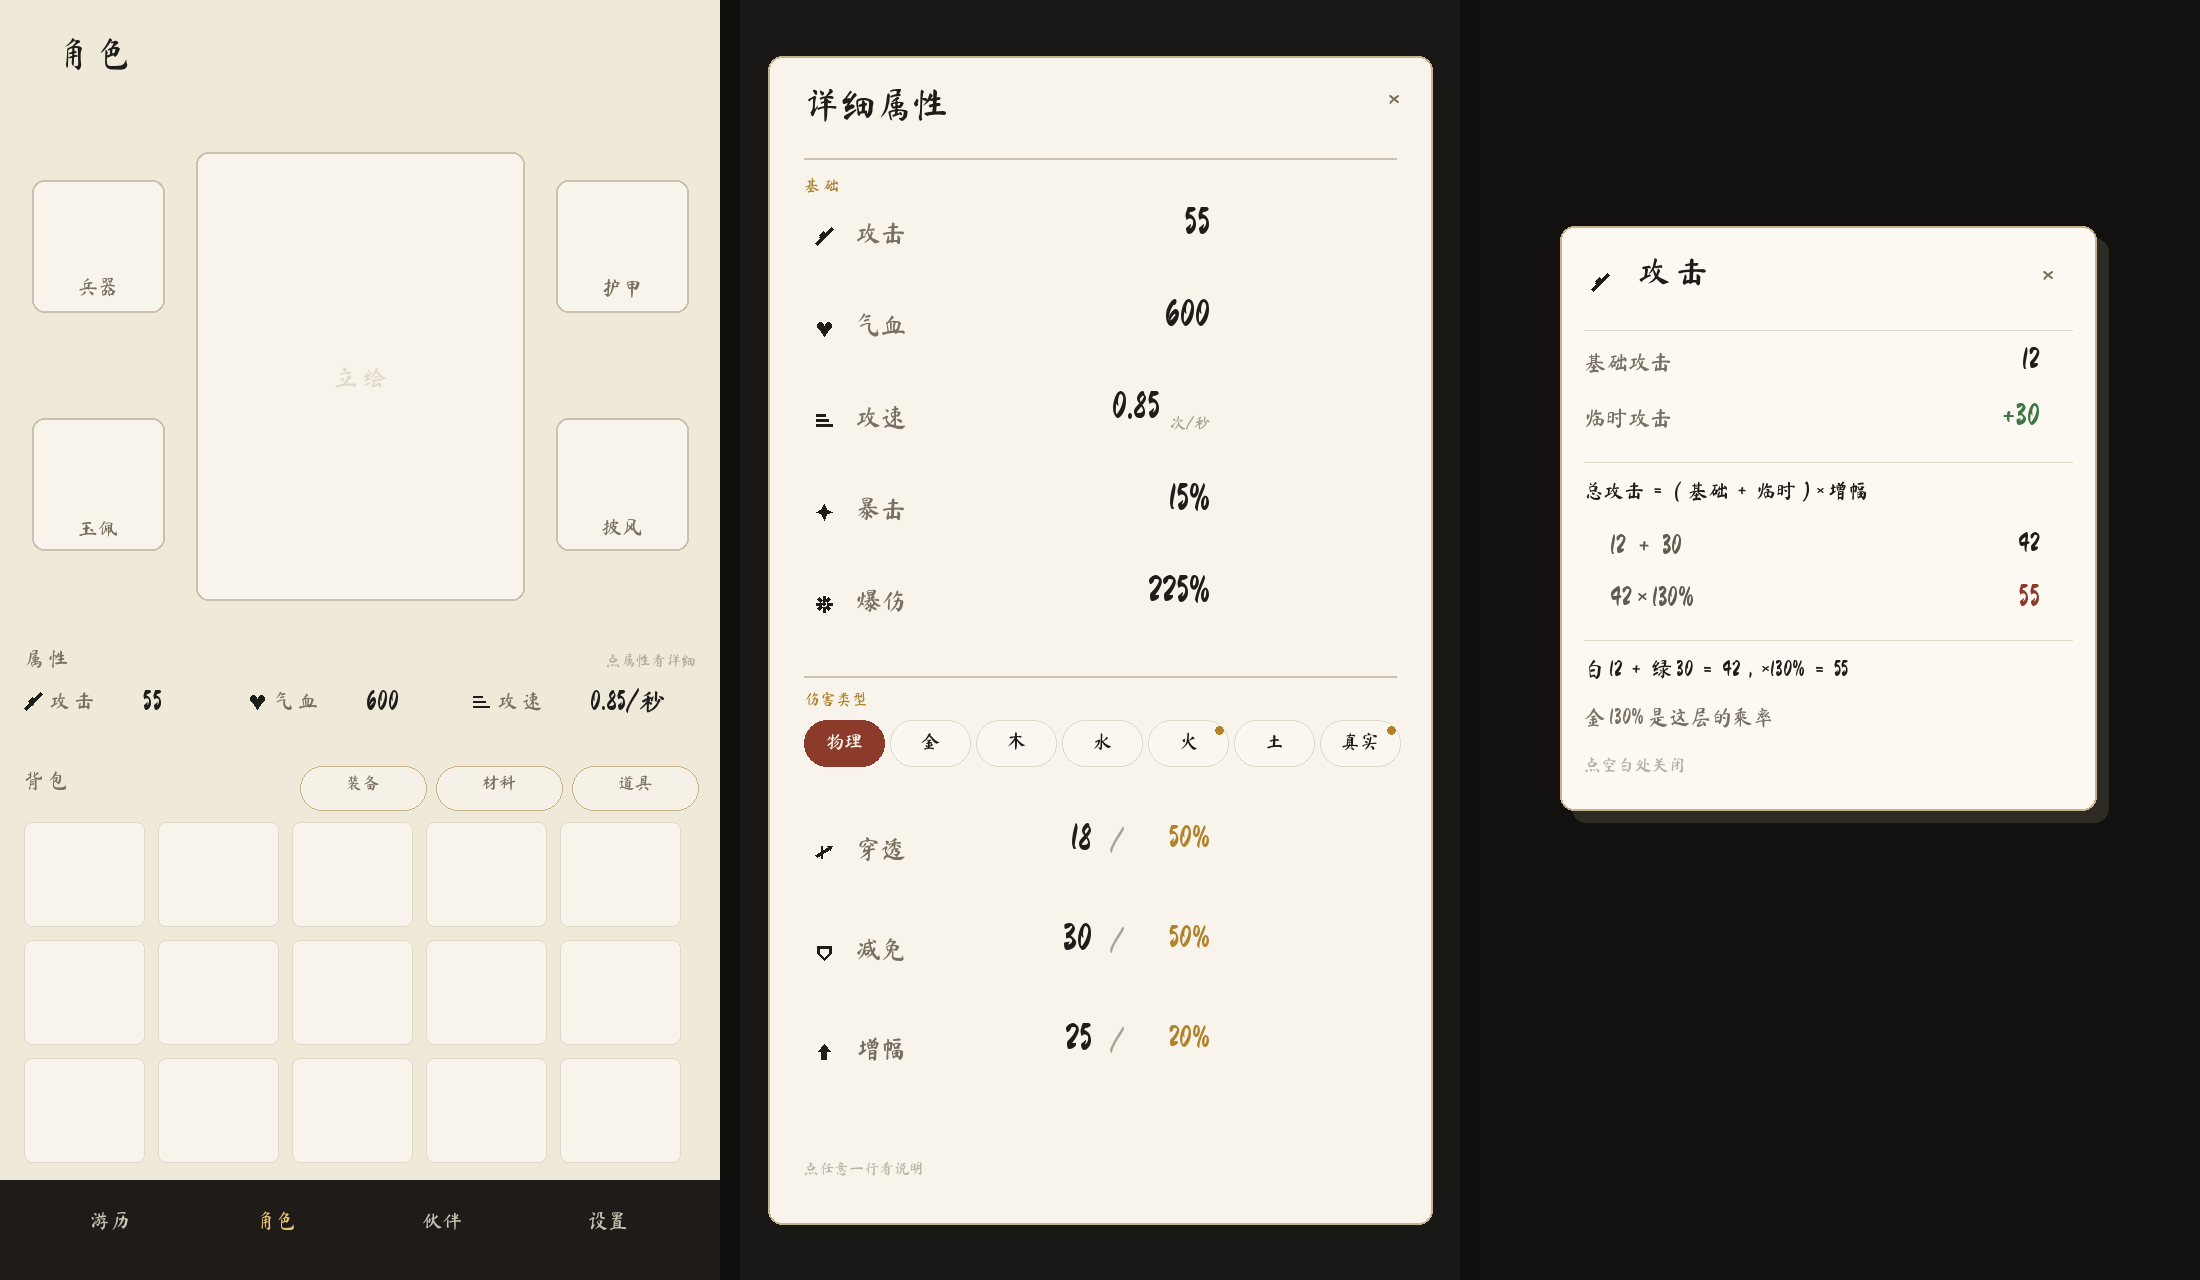 角色
兵器
护甲
立绘
玉佩
披风
属性
点属性看详细
攻击 55 气血 600 攻速 0.85/秒
背包 装备 材料 道具
游历 角色 伙伴 设置
详细属性 ×
基础
攻击 55
气血 600
攻速 0.85 次/秒
暴击 15%
爆伤 225%
伤害类型
物理 金 木 水 火 土 真实
穿透 18 / 50%
减免 30 / 50%
增幅 25 / 20%
点任意一行看说明
攻击 ×
基础攻击 12
临时攻击 +30
总攻击 = ( 基础 + 临时 ) × 增幅
12 + 30 42
42 × 130% 55
白 12 + 绿 30 = 42 , ×130% = 55
金 130% 是这层的乘率
点空白处关闭